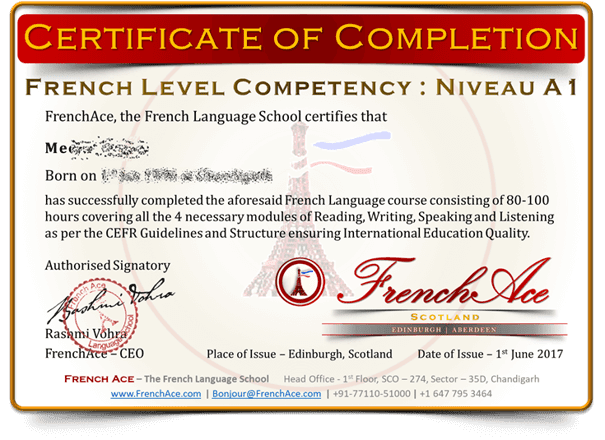 CERTIFICATE OF COMPLETION
FRENCH LEVEL COMPETENCY : NIVEAU A1
FrenchAce, the French Language School certifies that
Born on
has successfully completed the aforesaid French Language course consisting of 80-100
hours covering all the 4 necessary modules of Reading, Writing, Speaking and Listening
as per the CEFR Guidelines and Structure ensuring International Education Quality.
Authorised Signatory
Rashmi Vohra
French Ace
Language School
Rashmi Vohra
FrenchAce – CEO
FrenchAce
SCOTLAND
EDINBURGH | ABERDEEN
Place of Issue – Edinburgh, Scotland Date of Issue – 1st June 2017
FRENCH ACE – The French Language School Head Office - 1st Floor, SCO – 274, Sector – 35D, Chandigarh
www.FrenchAce.com | Bonjour@FrenchAce.com | +91-77110-51000 | +1 647 795 3464